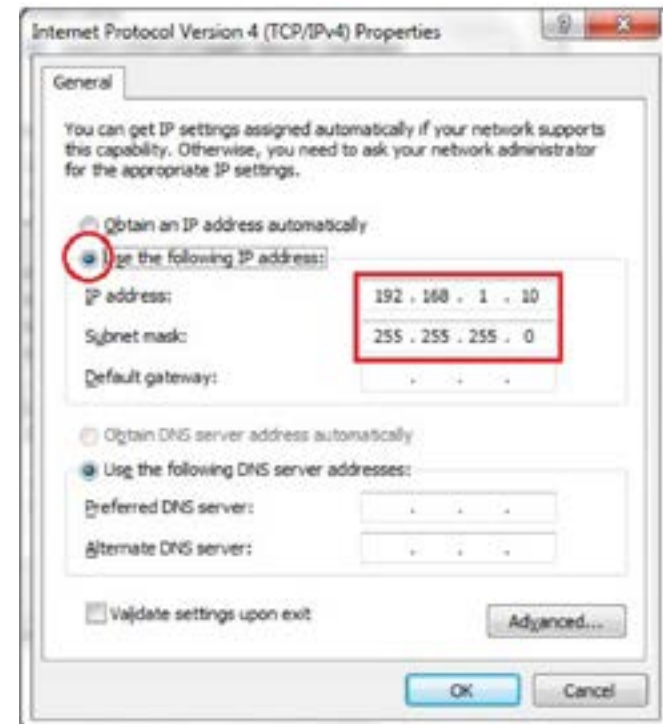 Internet Protocol Version 4 (TCP/IPv4) Properties
General
You can get IP settings assigned automatically if your network supports
this capability. Otherwise, you need to ask your network administrator
for the appropriate IP settings.
Obtain an IP address automatically
Use the following IP address:
IP address: 192 . 168 . 1 . 10
Subnet mask: 255 . 255 . 255 . 0
Default gateway: . . .
Obtain DNS server address automatically
Use the following DNS server addresses:
Preferred DNS server: . . .
Alternate DNS server: . . .
Validate settings upon exit
Advanced...
OK Cancel